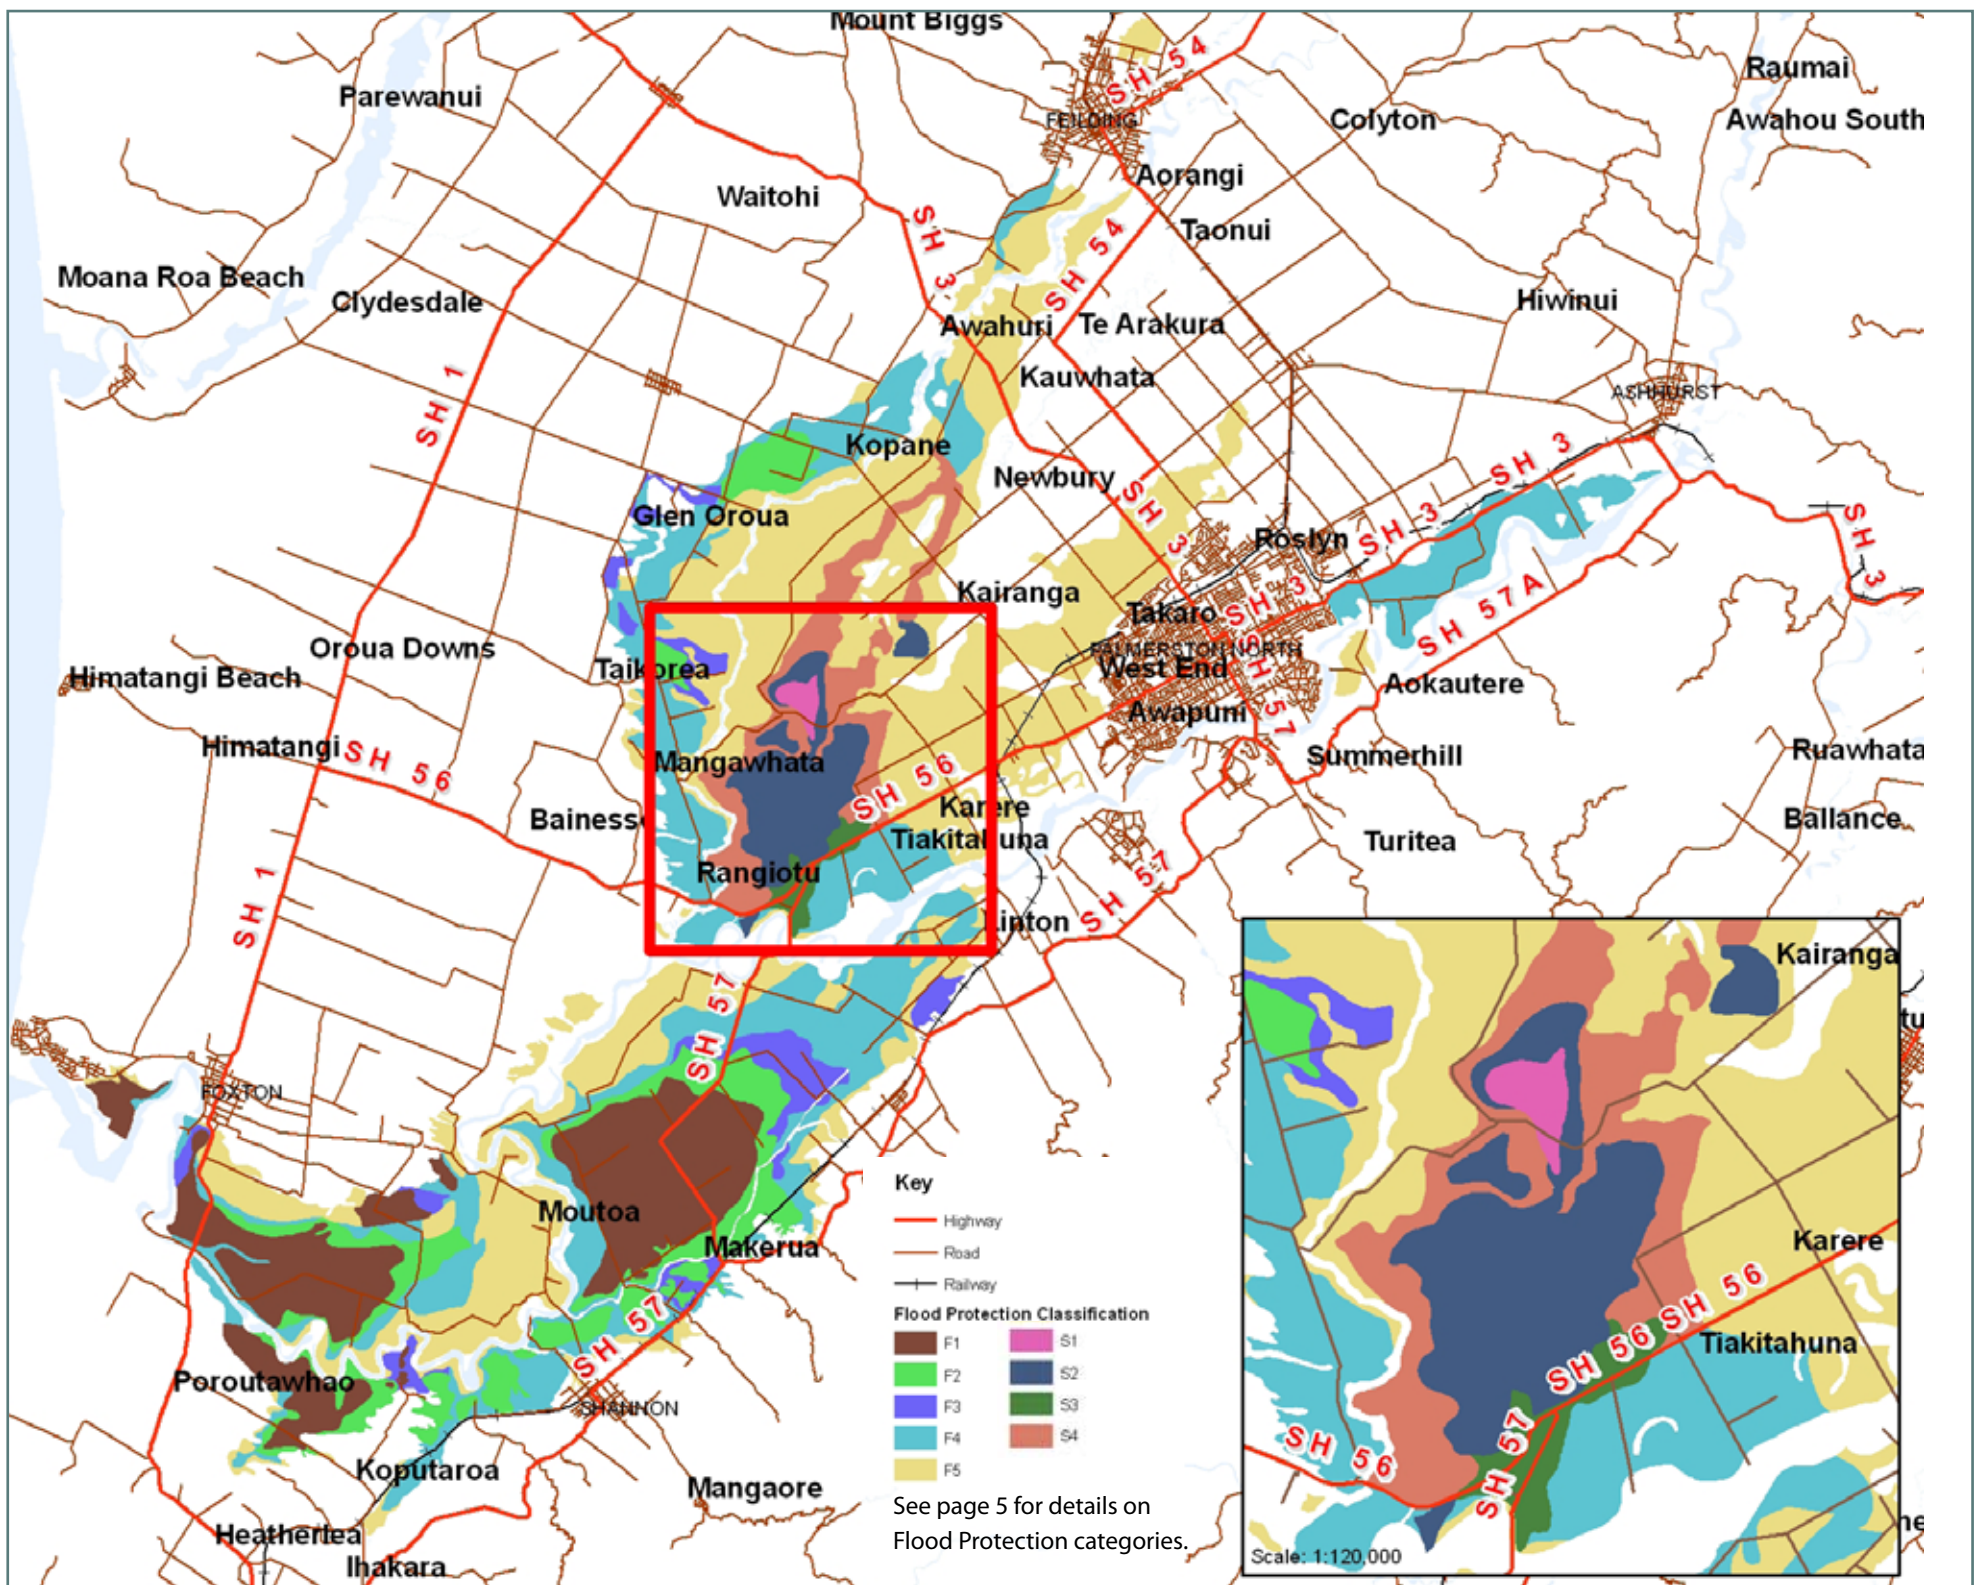 Mount Biggs
SH 54
Raumai
Parewanui
FEILDING
Colyton
Awahou South
Aorangi
Waitohi
SH 3
Taonui
SH 54
Moana Roa Beach
Clydesdale
Hiwinui
Awahuri
Te Arakura
Kauwhata
SH 1
ASHHURST
Kopane
SH 3
Newbury
SH 3
Glen Oroua
SH 3
Roslyn
SH 3
Kairanga
SH 3
SH 57A
Takaro
Oroua Downs
PALMERSTON NORTH
Taikorea
West End
SH 57
Himatangi Beach
Aokautere
Awapuni
Himatangi
SH 56
Mangawhata
Summerhill
Ruawhata
SH 56
Karere
Bainess
Tiakitahuna
Turitea
Ballance
Rangiotu
SH 57
SH 1
Linton
SH 57
FOXTON
Moutoa
Makerua
SH 57
Poroutawhao
SHANNON
Koputaroa
Mangaore
Heatherlea
Ihakara
Key
Highway
Road
Railway
Flood Protection Classification
F1
S1
F2
S2
F3
S3
F4
S4
F5
See page 5 for details on
Flood Protection categories.
Kairanga
tu
Karere
SH 56
SH 56
Tiakitahuna
SH 56
SH 57
ne
Scale: 1:120,000